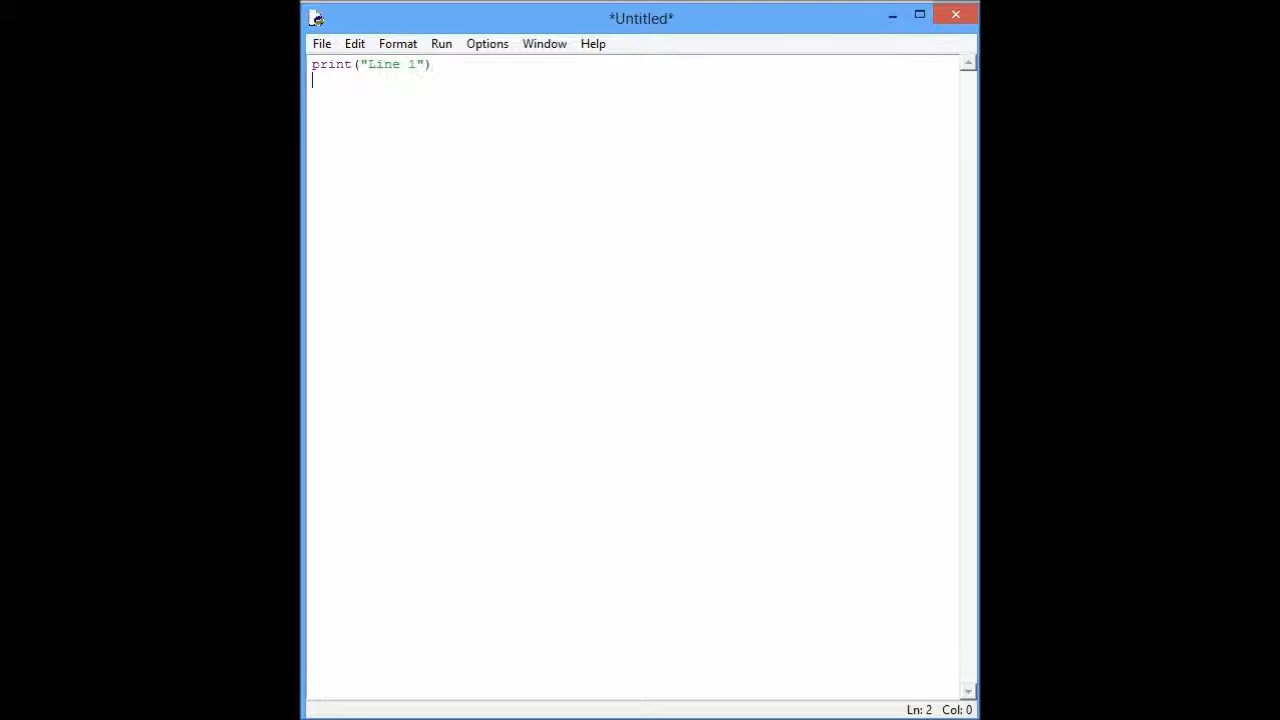 *Untitled*
File Edit Format Run Options Window Help
print("Line 1")
Ln: 2 Col: 0